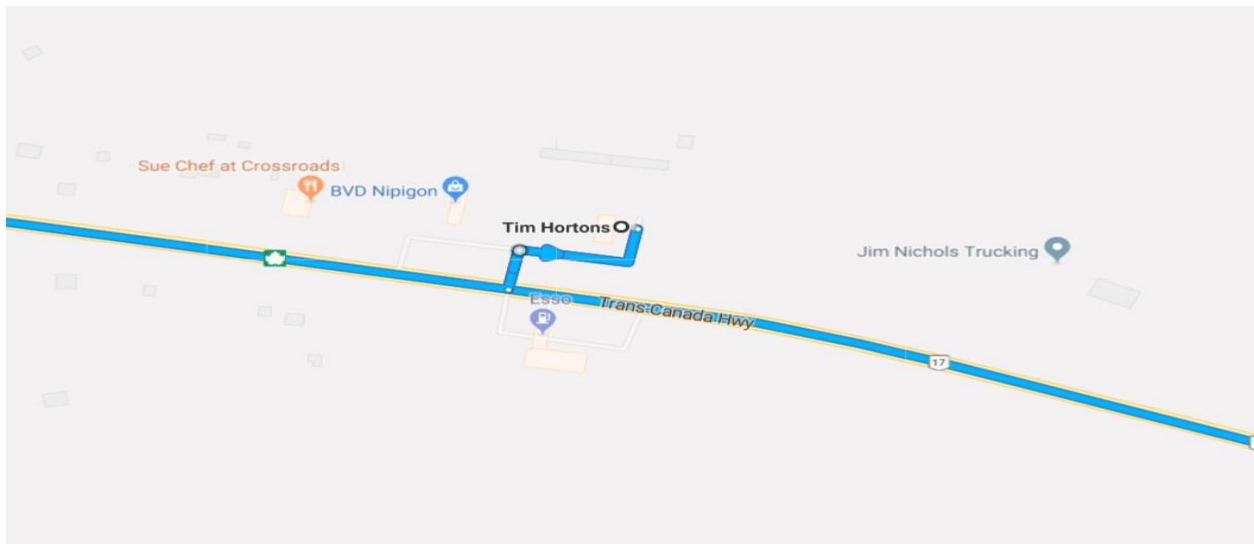 Sue Chef at Crossroads
BVD Nipigon
Tim Hortons
Jim Nichols Trucking
Esso
Trans-Canada Hwy
17